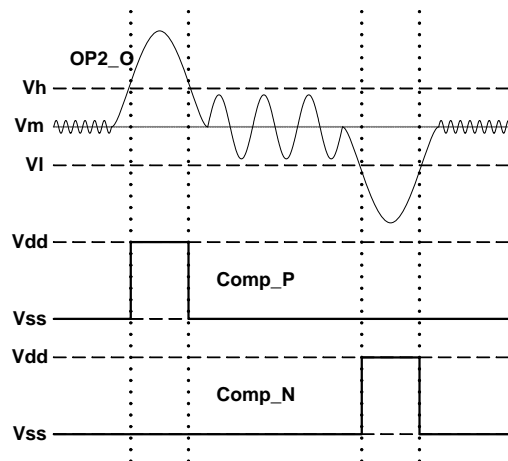 OP2_O
Vh
Vm
Vl
Vdd
Comp_P
Vss
Vdd
Comp_N
Vss